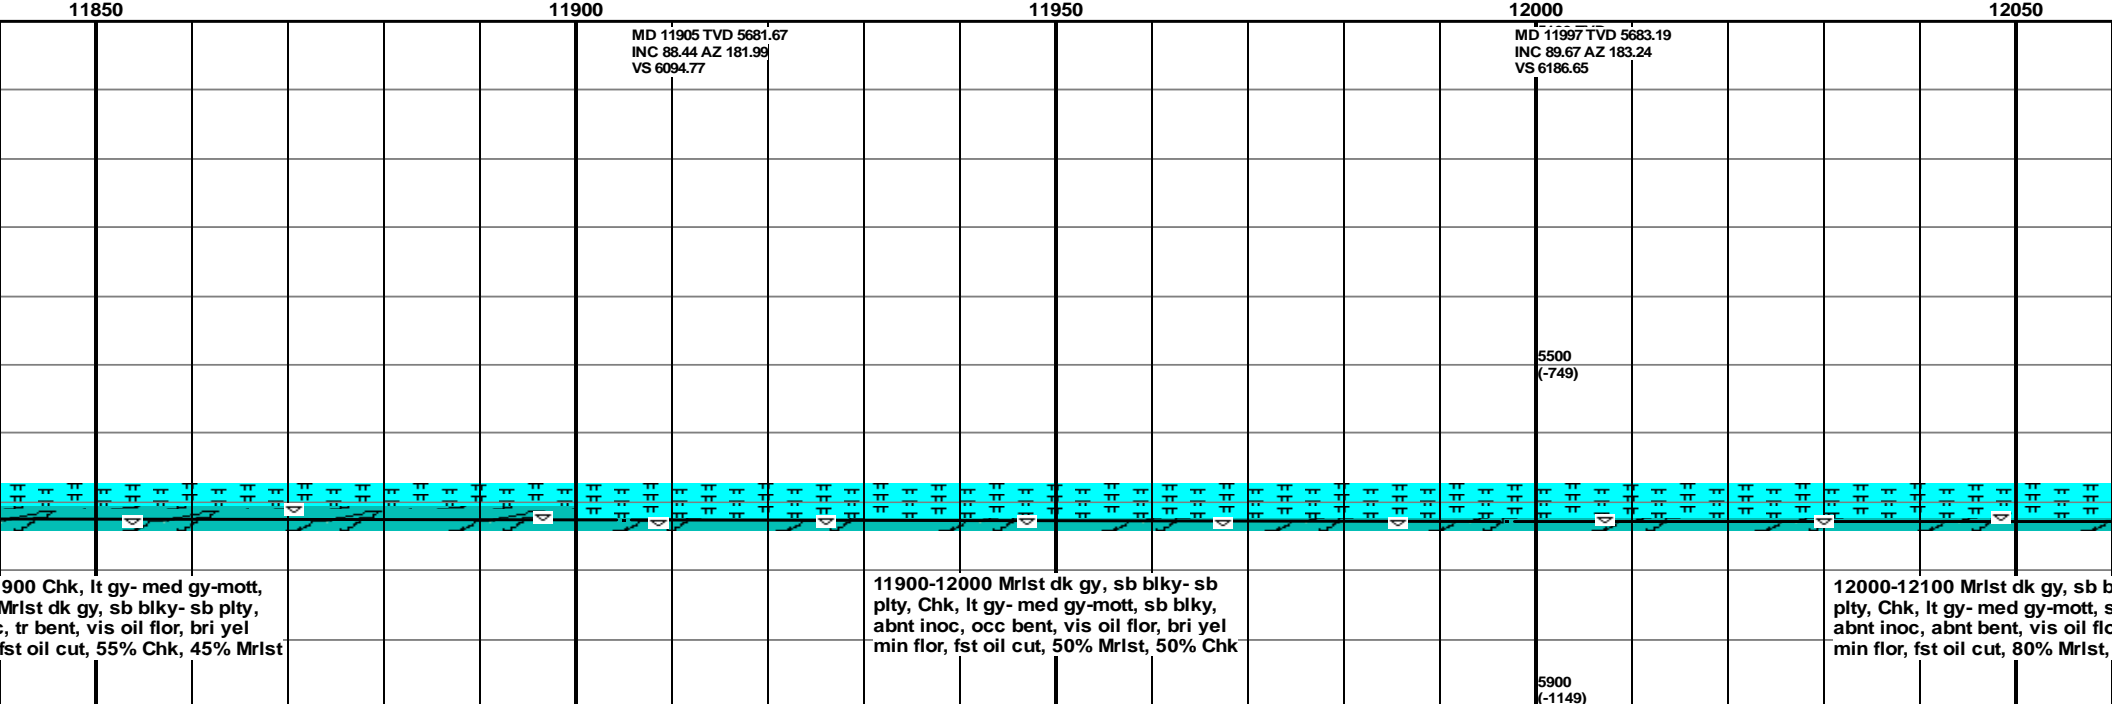 11850 11900 11950 12000 12050
MD 11905 TVD 5681.67
INC 88.44 AZ 181.99
VS 6094.77
MD 11997 TVD 5683.19
INC 89.67 AZ 183.24
VS 6186.65
5500
(-749)
900 Chk, lt gy- med gy-mott,
Mrlst dk gy, sb blky- sb plty,
c, tr bent, vis oil flor, bri yel
fst oil cut, 55% Chk, 45% Mrlst
11900-12000 Mrlst dk gy, sb blky- sb
plty, Chk, lt gy- med gy-mott, sb blky,
abnt inoc, occ bent, vis oil flor, bri yel
min flor, fst oil cut, 50% Mrlst, 50% Chk
12000-12100 Mrlst dk gy, sb b
plty, Chk, lt gy- med gy-mott, s
abnt inoc, abnt bent, vis oil flo
min flor, fst oil cut, 80% Mrlst,
5900
(-1149)